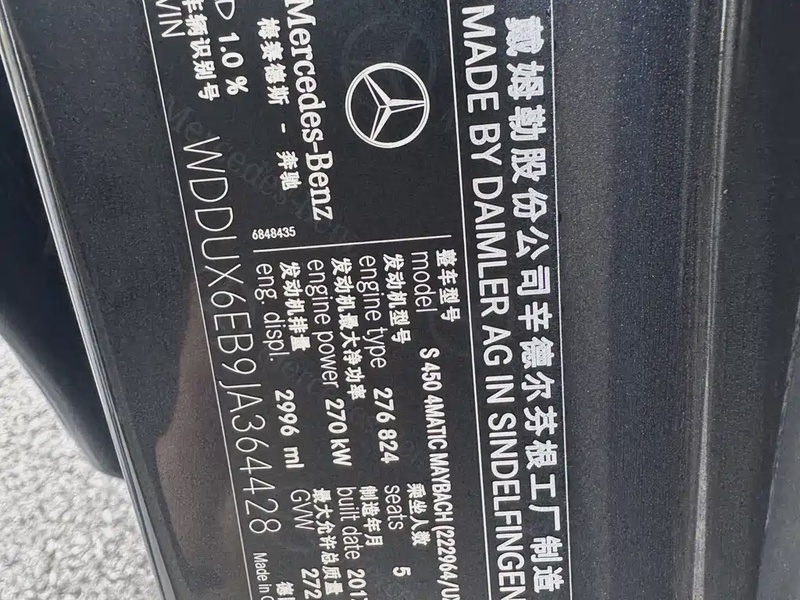 戴姆勒股份公司辛德尔芬根工厂制造
MADE BY DAIMLER AG IN SINDELFINGEN
Mercedes-Benz
梅赛德斯-奔驰
6848435
整车型号
model S 450 4MATIC MAYBACH (222964/
发动机型号
engine type 276 824
乘坐人数
seats 5
发动机最大净功率
engine power 270 kW
制造年月
built date 201
发动机排量
eng. displ. 2996 ml
最大允许总质量
GVW 272
D 1.0 %
车辆识别号
VIN WDDUX6EB9JA364428
Made in